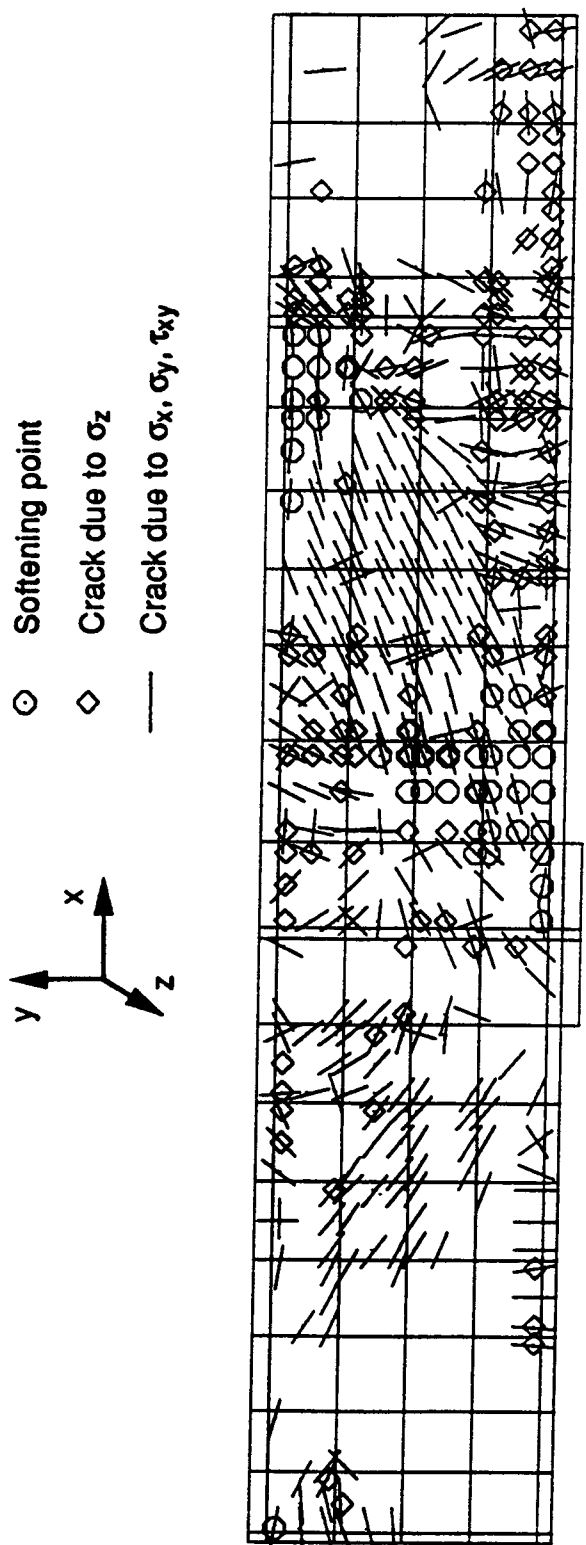 Softening point
Crack due to σz
Crack due to σx, σy, τxy
y
x
z